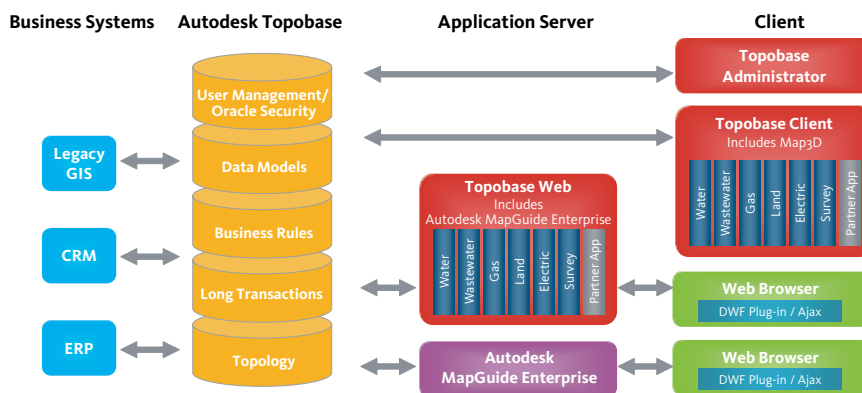 Business Systems
Autodesk Topobase
Application Server
Client
User Management/
Oracle Security
Data Models
Business Rules
Long Transactions
Topology
Legacy
GIS
CRM
ERP
Topobase Web
Includes
Autodesk MapGuide Enterprise
Water
Wastewater
Gas
Land
Electric
Survey
Partner App
Autodesk
MapGuide Enterprise
Topobase
Administrator
Topobase Client
Includes Map3D
Water
Wastewater
Gas
Land
Electric
Survey
Partner App
Web Browser
DWF Plug-in / Ajax
Web Browser
DWF Plug-in / Ajax